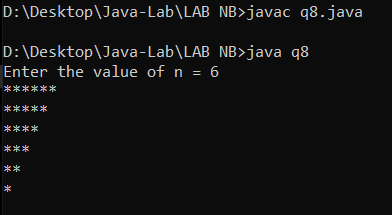 D:\Desktop\Java-Lab\LAB NB>javac q8.java
D:\Desktop\Java-Lab\LAB NB>java q8
Enter the value of n = 6
******
*****
****
***
**
*